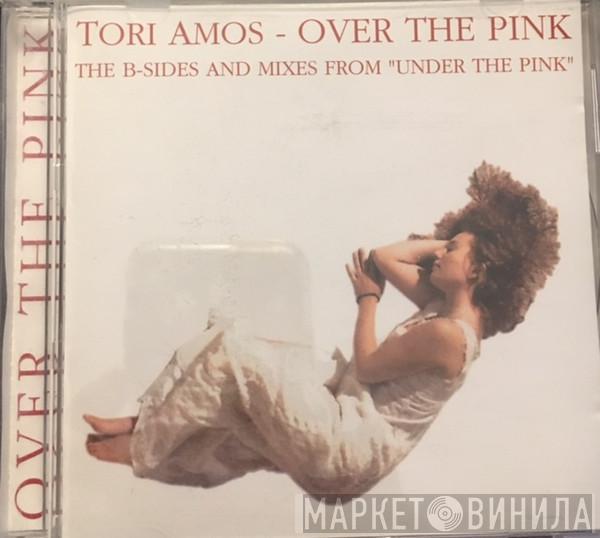 TORI AMOS - OVER THE PINK
THE B-SIDES AND MIXES FROM "UNDER THE PINK"
OVER THE PINK
МАРКЕТ ВИНИЛА